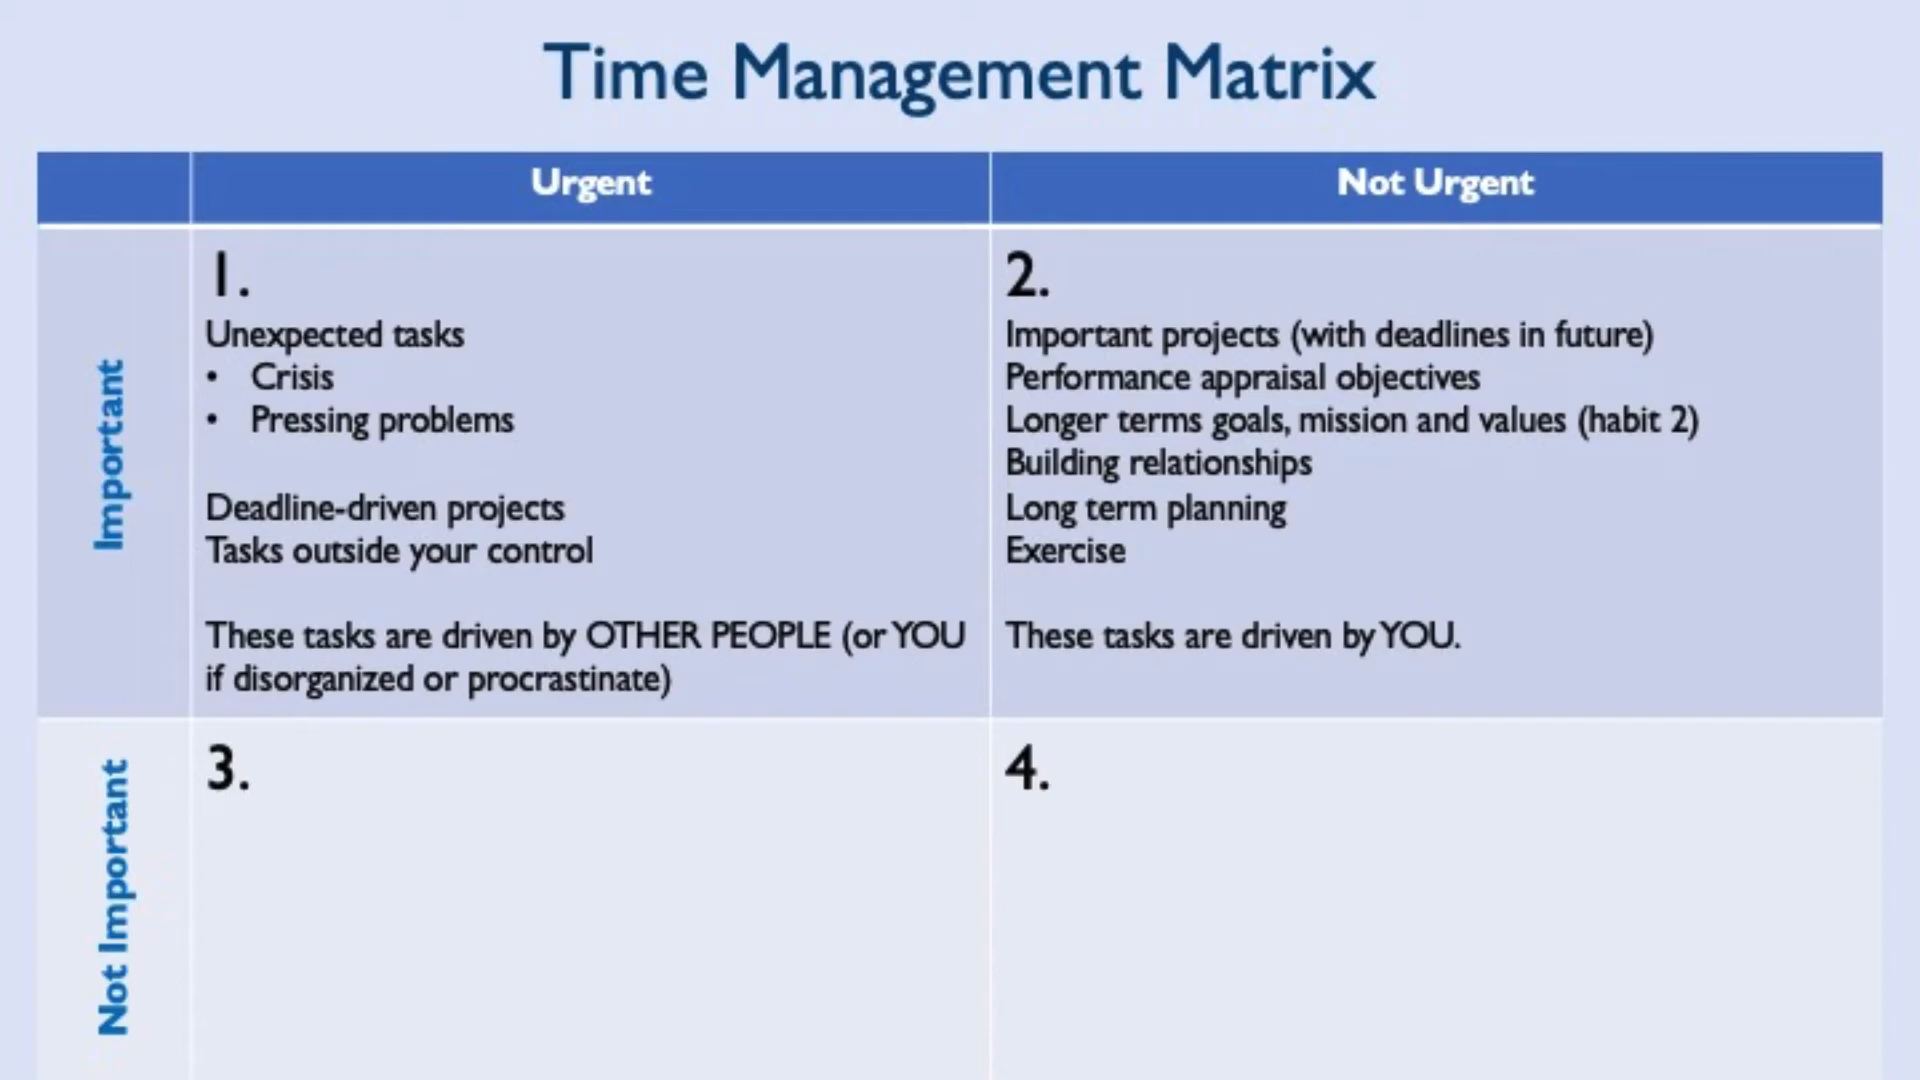 Time Management Matrix
Urgent
Not Urgent
Important
1.
Unexpected tasks
• Crisis
• Pressing problems
Deadline-driven projects
Tasks outside your control
These tasks are driven by OTHER PEOPLE (or YOU
if disorganized or procrastinate)
2.
Important projects (with deadlines in future)
Performance appraisal objectives
Longer terms goals, mission and values (habit 2)
Building relationships
Long term planning
Exercise
These tasks are driven by YOU.
Not Important
3.
4.